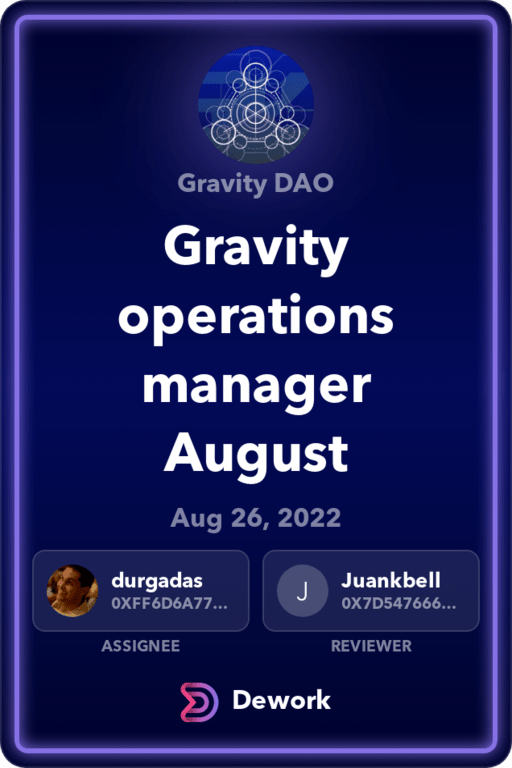 Gravity DAO
Gravity
operations
manager
August
Aug 26, 2022
durgadas
0XFF6D6A77...
ASSIGNEE
J
Juankbell
0X7D547666...
REVIEWER
Dework